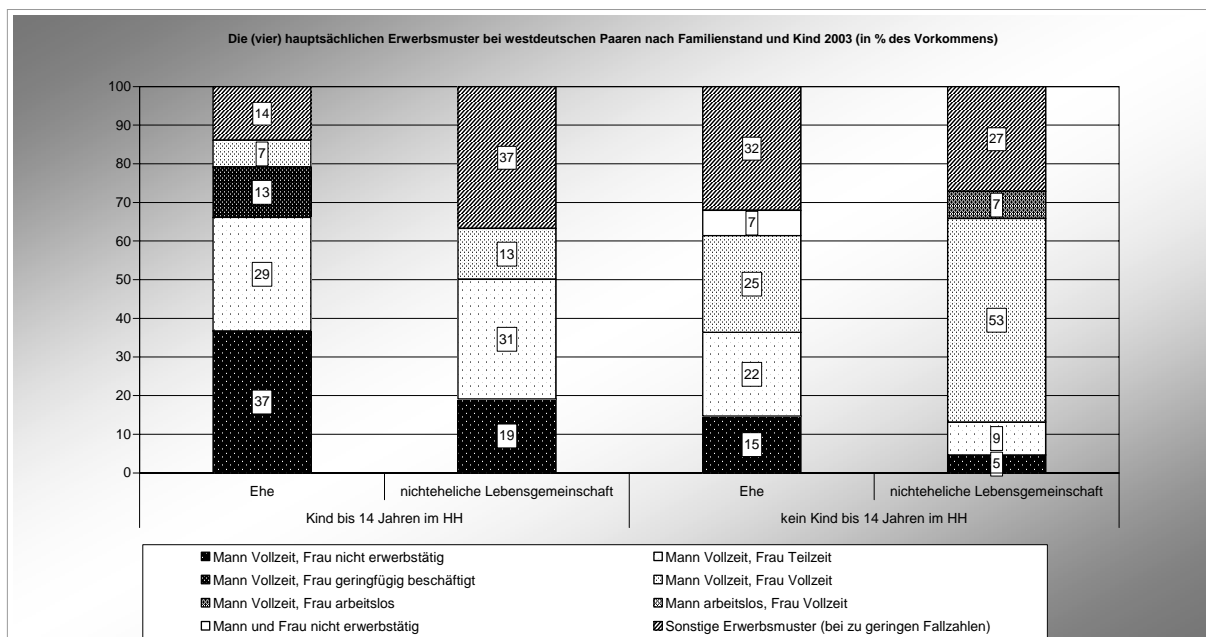 Die (vier) hauptsächlichen Erwerbsmuster bei westdeutschen Paaren nach Familienstand und Kind 2003 (in % des Vorkommens)
100
90
80
70
60
50
40
30
20
10
0
14
7
13
29
37
37
13
31
19
32
7
25
22
15
27
7
53
9
5
Ehe
nichteheliche Lebensgemeinschaft
Ehe
nichteheliche Lebensgemeinschaft
Kind bis 14 Jahren im HH
kein Kind bis 14 Jahren im HH
Mann Vollzeit, Frau nicht erwerbstätig
Mann Vollzeit, Frau Teilzeit
Mann Vollzeit, Frau geringfügig beschäftigt
Mann Vollzeit, Frau Vollzeit
Mann Vollzeit, Frau arbeitslos
Mann arbeitslos, Frau Vollzeit
Mann und Frau nicht erwerbstätig
Sonstige Erwerbsmuster (bei zu geringen Fallzahlen)